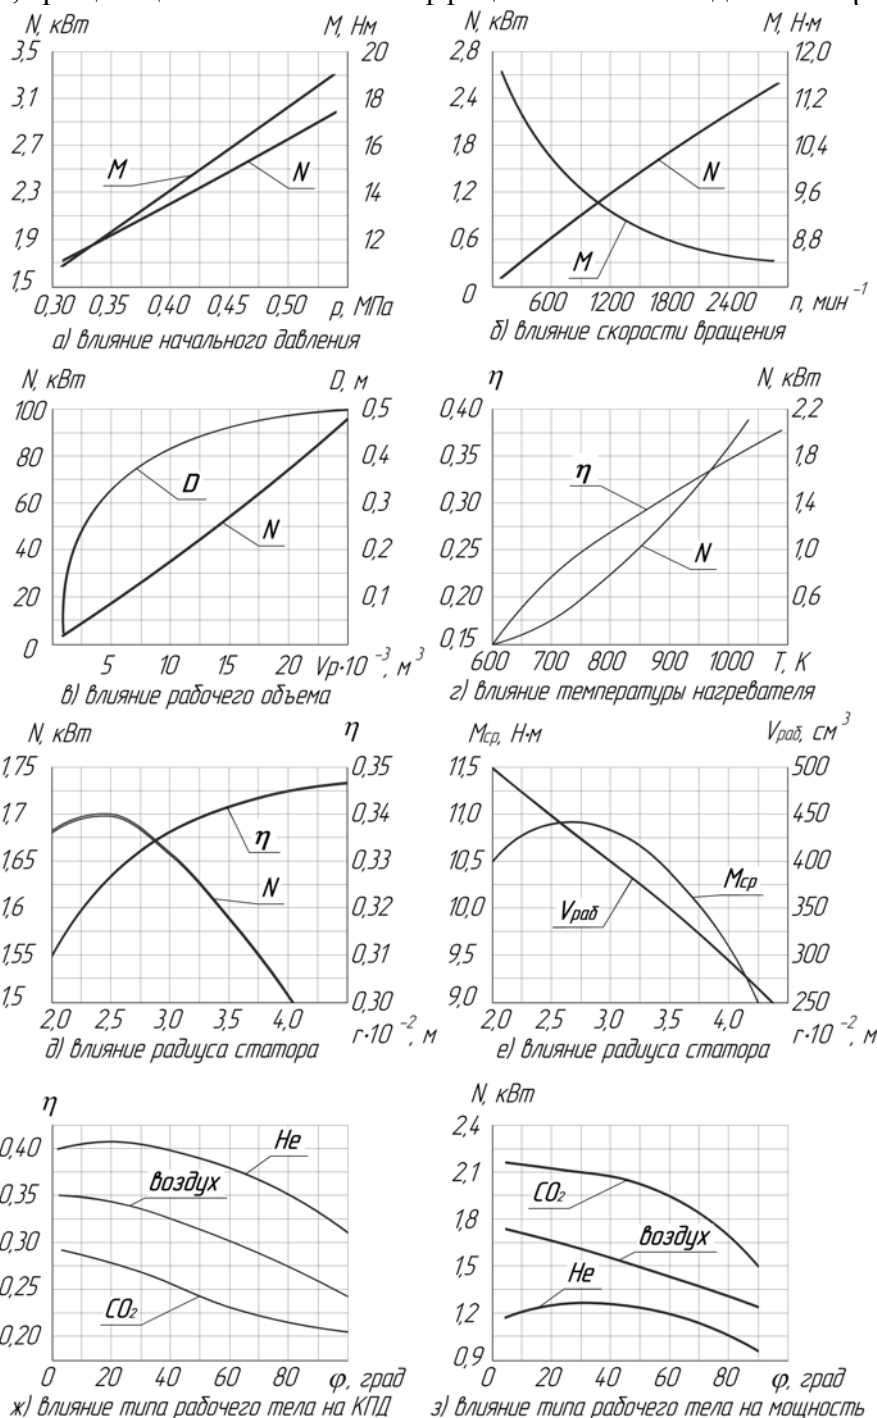 N, кВт М, Нм
3,5 20
3,1 18
2,7 16
2,3 14
1,9 12
1,5
М
N
0,30 0,35 0,40 0,45 0,50 р, МПа
а) влияние начального давления
N, кВт М, Н·м
2,8 12,0
2,4 11,2
1,8 10,4
1,2 9,6
0,6 8,8
0
N
М
600 1200 1800 2400 n, мин⁻¹
б) влияние скорости вращения
N, кВт D, м
100 0,5
80 0,4
60 0,3
40 0,2
20 0,1
0
D
N
5 10 15 20 Vр·10⁻³, м³
в) влияние рабочего объема
η N, кВт
0,40 2,2
0,35 1,8
0,30 1,4
0,25 1,0
0,20 0,6
0,15
η
N
600 700 800 900 1000 Т, К
г) влияние температуры нагревателя
N, кВт η
1,75 0,35
1,7 0,34
1,65 0,33
1,6 0,32
1,55 0,31
1,5 0,30
η
N
2,0 2,5 3,0 4,0 r·10⁻², м
д) влияние радиуса статора
Мср, Н·м Vраб, см³
11,5 500
11,0 450
10,5 400
10,0 350
9,5 300
9,0 250
Мср
Vраб
2,0 2,5 3,0 4,0 r·10⁻², м
е) влияние радиуса статора
η
0,40
0,35
0,30
0,25
0,20
He
воздух
CO₂
0 20 40 60 80 φ, град
ж) влияние типа рабочего тела на КПД
N, кВт
2,4
2,1
1,8
1,5
1,2
0,9
CO₂
воздух
He
0 20 40 60 80 φ, град
з) влияние типа рабочего тела на мощность